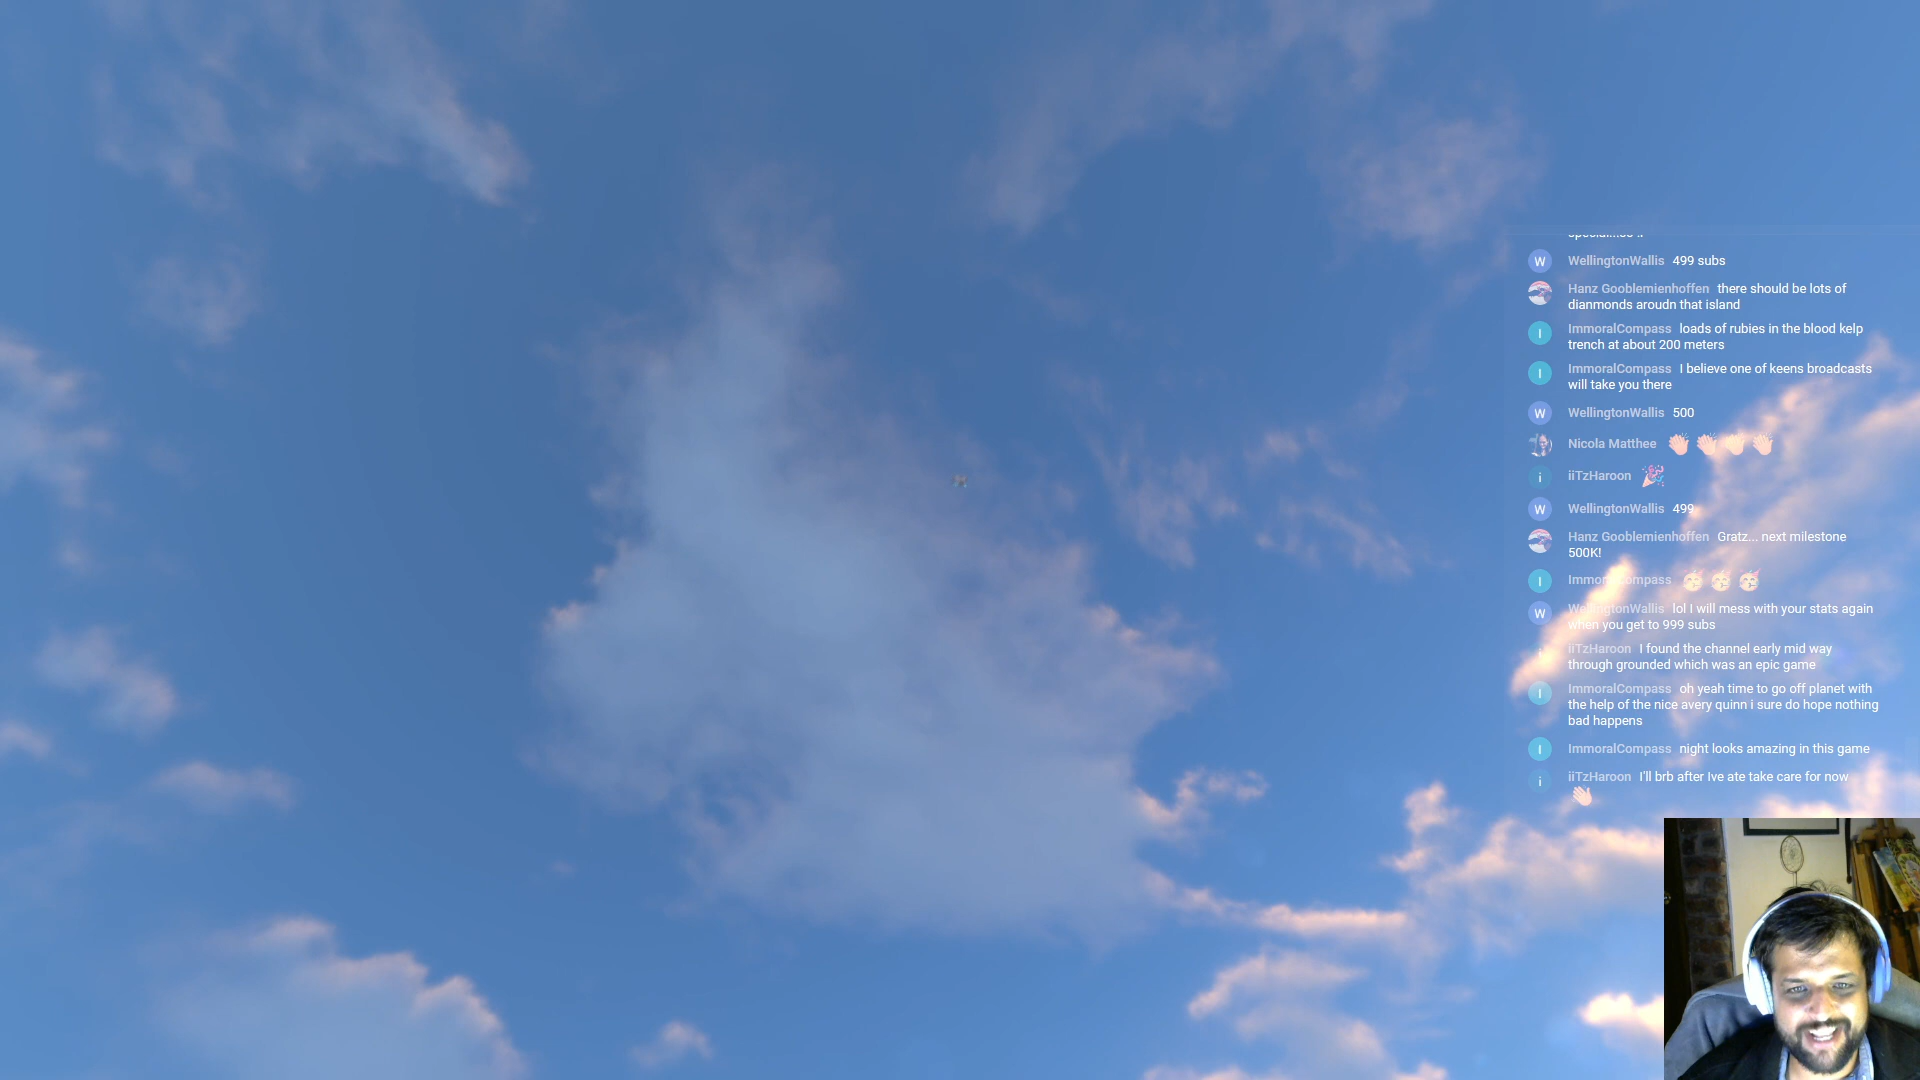 WellingtonWallis 499 subs
Hanz Gooblemienhoffen there should be lots of
dianmonds aroudn that island
ImmoralCompass loads of rubies in the blood kelp
trench at about 200 meters
ImmoralCompass I believe one of keens broadcasts
will take you there
WellingtonWallis 500
Nicola Matthee 👏🏻 👏🏻 👏🏻 👏🏻
iiTzHaroon 🎉
WellingtonWallis 499
Hanz Gooblemienhoffen Gratz... next milestone
500K!
ImmoralCompass 🥳 🥳 🥳
WellingtonWallis lol I will mess with your stats again
when you get to 999 subs
iiTzHaroon I found the channel early mid way
through grounded which was an epic game
ImmoralCompass oh yeah time to go off planet with
the help of the nice avery quinn i sure do hope nothing
bad happens
ImmoralCompass night looks amazing in this game
iiTzHaroon I'll brb after Ive ate take care for now
👋🏻